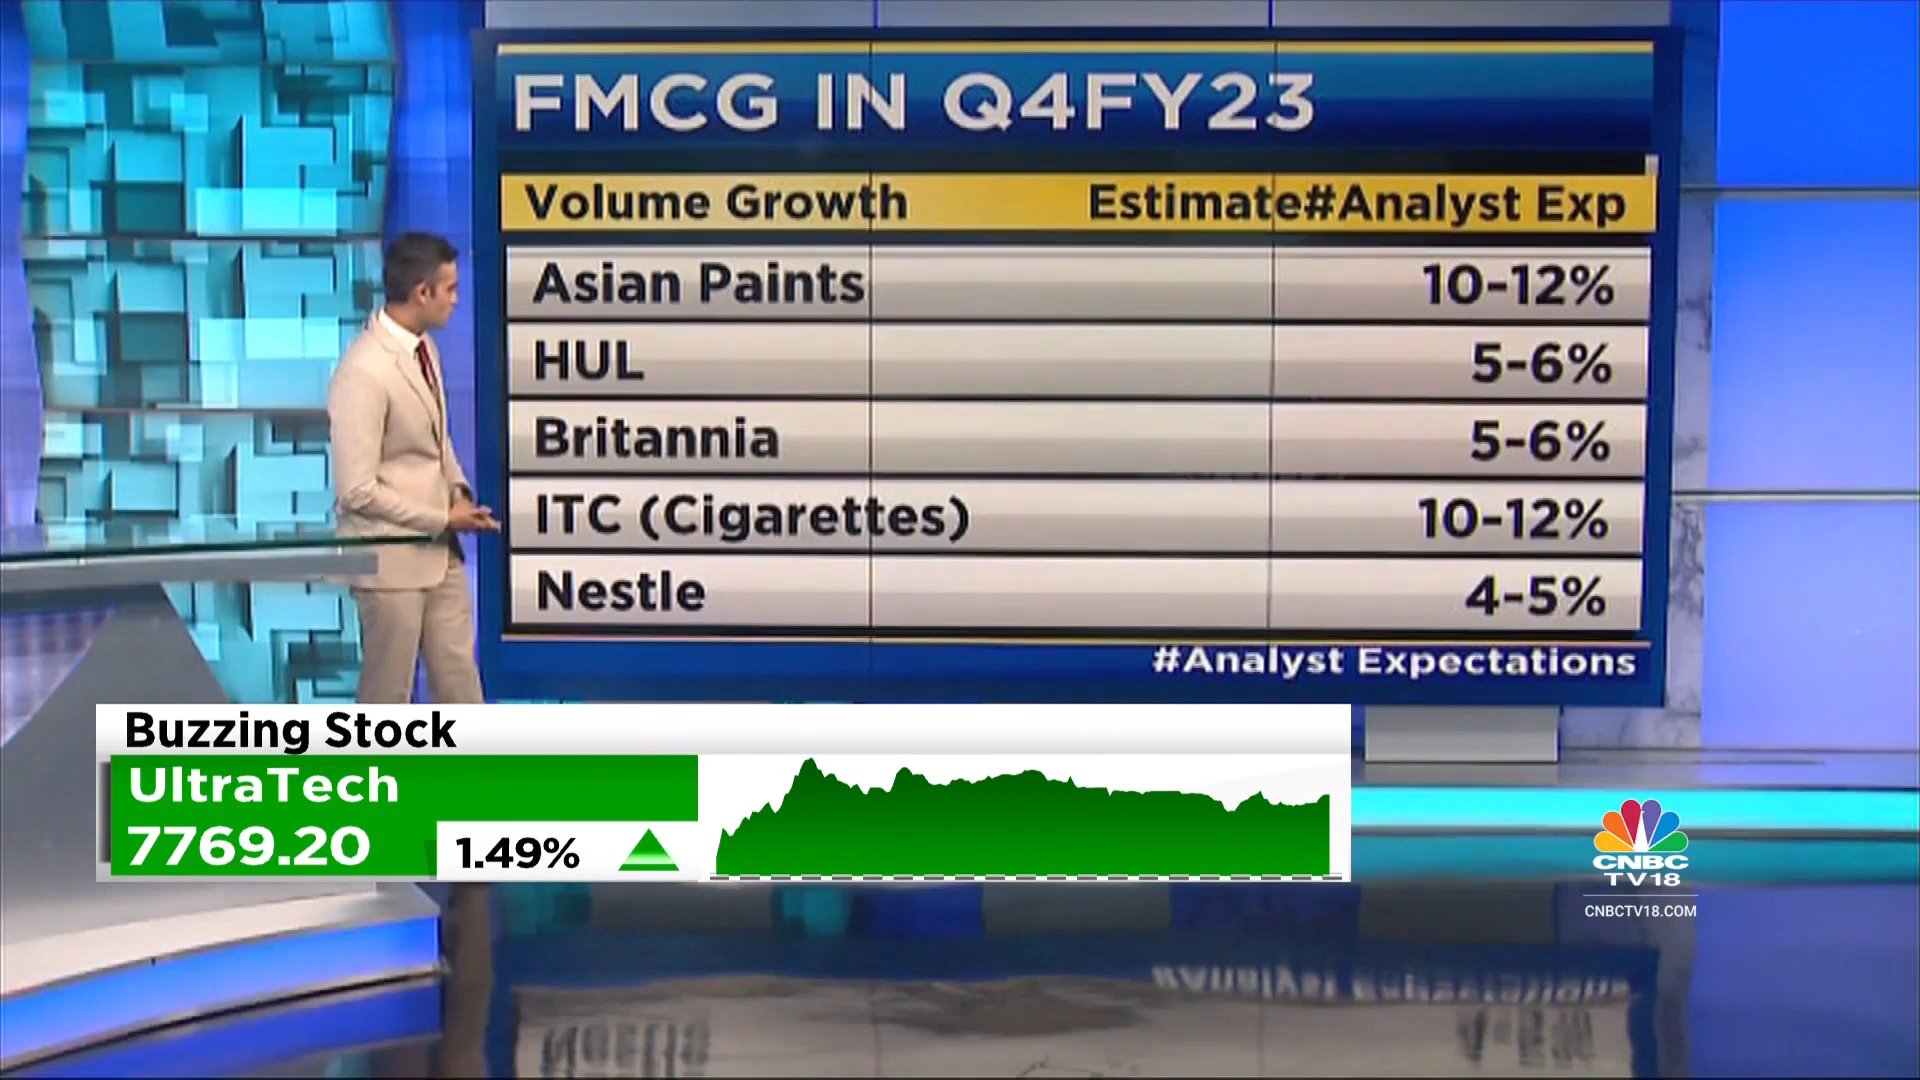 FMCG IN Q4FY23
Volume Growth Estimate#Analyst Exp
Asian Paints 10-12%
HUL 5-6%
Britannia 5-6%
ITC (Cigarettes) 10-12%
Nestle 4-5%
#Analyst Expectations
Buzzing Stock
UltraTech
7769.20 1.49%
CNBC
TV18
CNBCTV18.COM